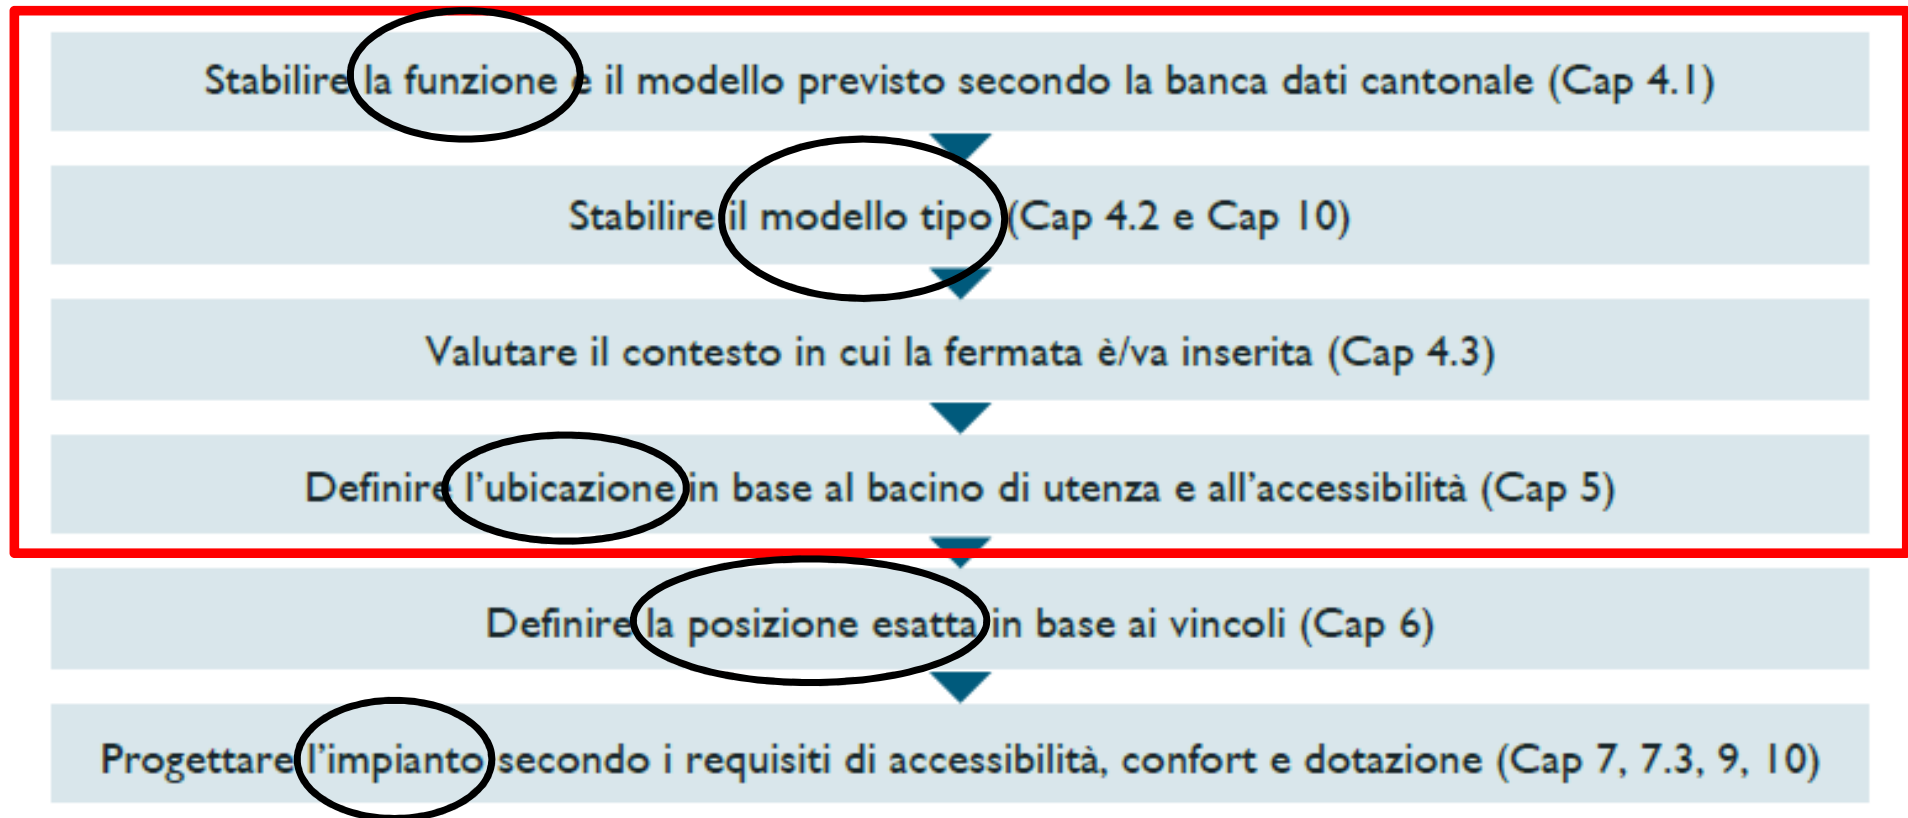 Stabilire la funzione e il modello previsto secondo la banca dati cantonale (Cap 4.1)
Stabilire il modello tipo (Cap 4.2 e Cap 10)
Valutare il contesto in cui la fermata è/va inserita (Cap 4.3)
Definire l'ubicazione in base al bacino di utenza e all'accessibilità (Cap 5)
Definire la posizione esatta in base ai vincoli (Cap 6)
Progettare l'impianto secondo i requisiti di accessibilità, confort e dotazione (Cap 7, 7.3, 9, 10)